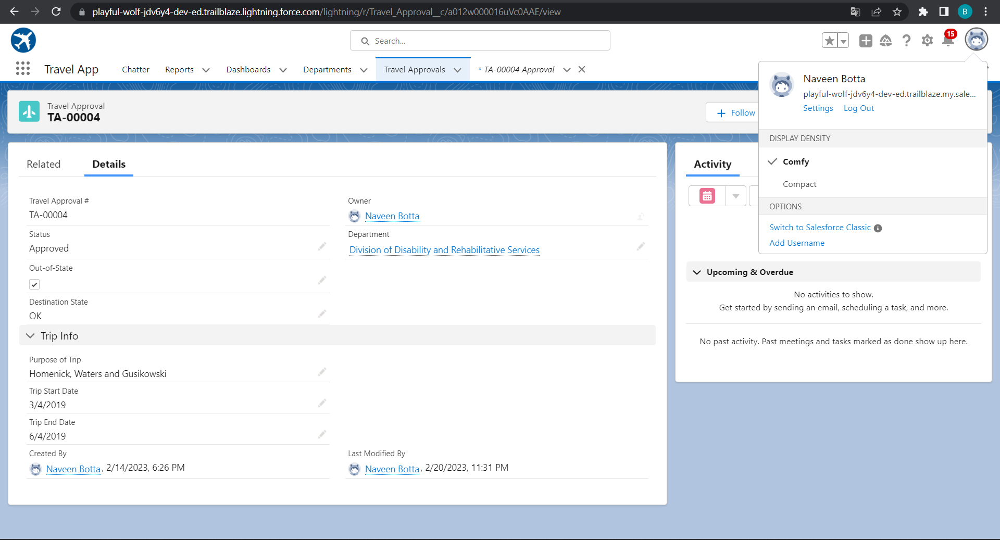 playful-wolf-jdv6y4-dev-ed.trailblaze.lightning.force.com/lightning/r/Travel_Approval__c/a012w000016uVc0AAE/view
B
Search...
15
Travel App
Chatter
Reports
Dashboards
Departments
Travel Approvals
* TA-00004 Approval
Naveen Botta
playful-wolf-jdv6y4-dev-ed.trailblaze.my.sale...
Settings Log Out
DISPLAY DENSITY
Comfy
Compact
OPTIONS
Switch to Salesforce Classic
Add Username
Travel Approval
TA-00004
Follow
Related
Details
Travel Approval #
TA-00004
Owner
Naveen Botta
Status
Approved
Department
Division of Disability and Rehabilitative Services
Out-of-State
Destination State
OK
Trip Info
Purpose of Trip
Homenick, Waters and Gusikowski
Trip Start Date
3/4/2019
Trip End Date
6/4/2019
Created By
Naveen Botta, 2/14/2023, 6:26 PM
Last Modified By
Naveen Botta, 2/20/2023, 11:31 PM
Activity
Upcoming & Overdue
No activities to show.
Get started by sending an email, scheduling a task, and more.
No past activity. Past meetings and tasks marked as done show up here.